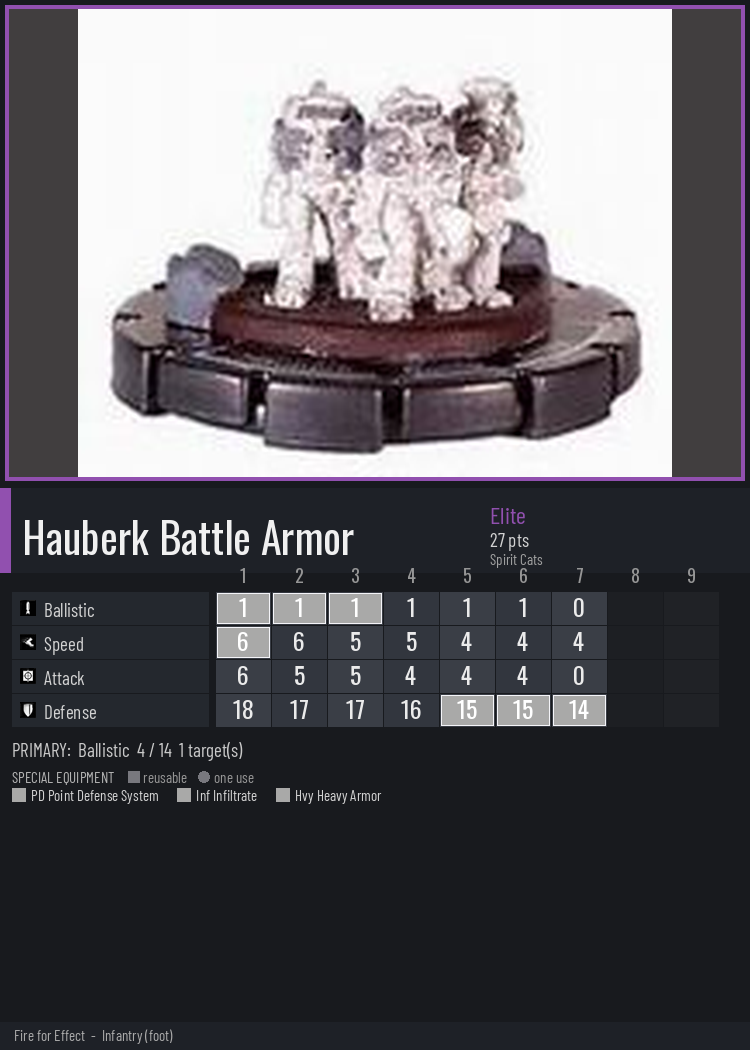 Hauberk Battle Armor
Elite
27 pts
Spirit Cats
1 2 3 4 5 6 7 8 9
Ballistic 1 1 1 1 1 1 0
Speed 6 6 5 5 4 4 4
Attack 6 5 5 4 4 4 0
Defense 18 17 17 16 15 15 14
PRIMARY: Ballistic 4 / 14 1 target(s)
SPECIAL EQUIPMENT reusable one use
PD Point Defense System Inf Infiltrate Hvy Heavy Armor
Fire for Effect - Infantry (foot)